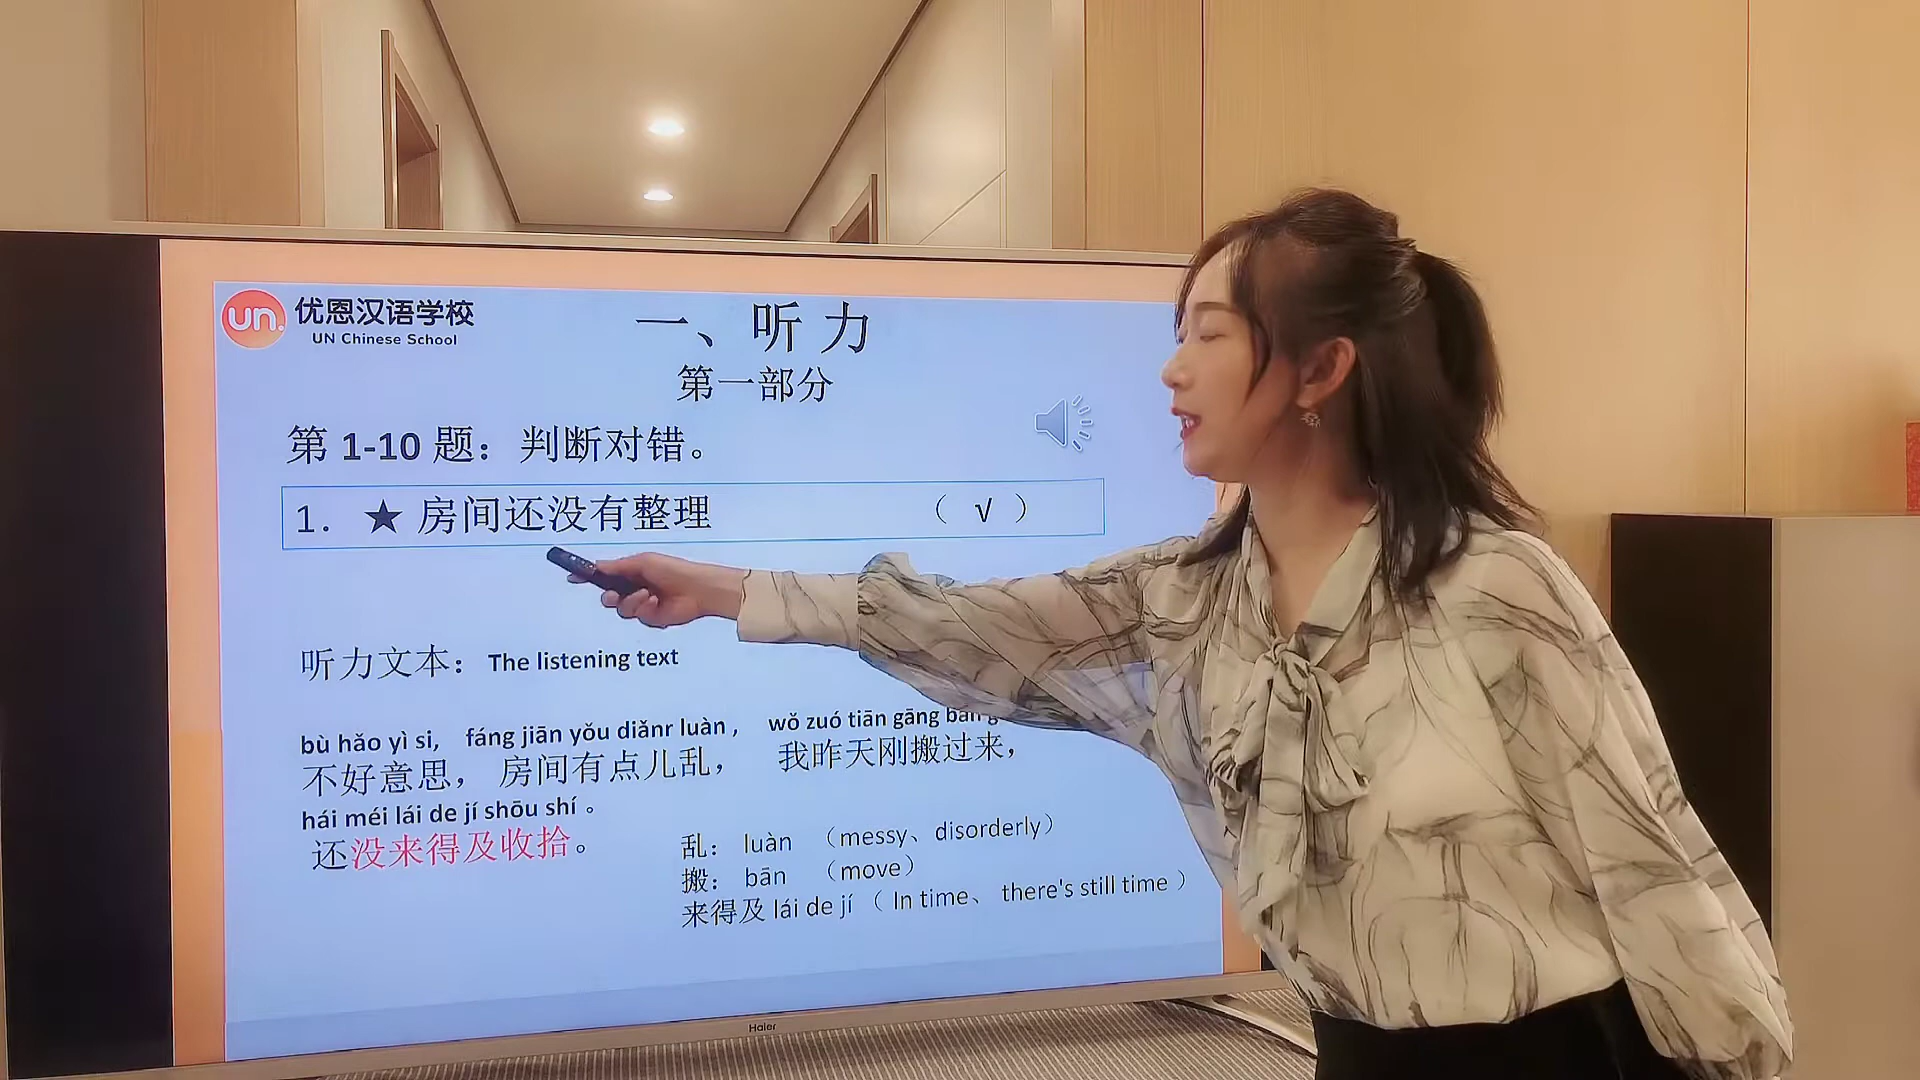 un.
优恩汉语学校
UN Chinese School
一、听 力
第一部分
第 1-10 题：判断对错。
1. ★ 房间还没有整理 （ √ ）
听力文本：The listening text
bù hǎo yì si, fáng jiān yǒu diǎnr luàn， wǒ zuó tiān gāng bān
不好意思，房间有点儿乱， 我昨天刚搬过来，
hái méi lái de jí shōu shí 。
还没来得及收拾。
乱： luàn （messy、disorderly）
搬： bān （move）
来得及 lái de jí （ In time、 there's still time ）
Haier